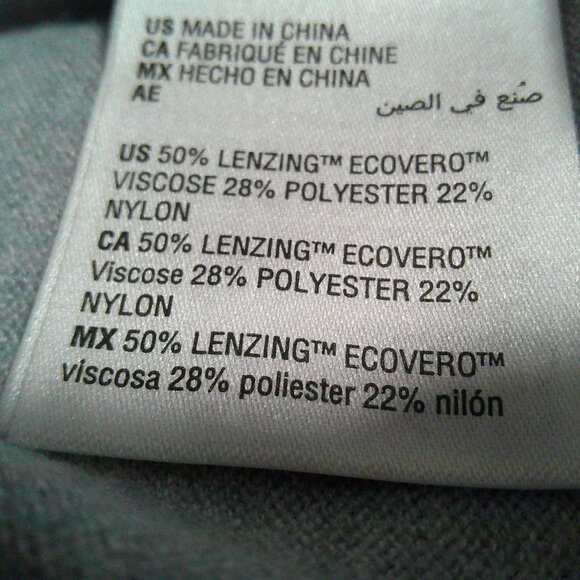 US MADE IN CHINA
CA FABRIQUÉ EN CHINE
MX HECHO EN CHINA
AE صُنع في الصين
US 50% LENZING™ ECOVERO™
VISCOSE 28% POLYESTER 22%
NYLON
CA 50% LENZING™ ECOVERO™
Viscose 28% POLYESTER 22%
NYLON
MX 50% LENZING™ ECOVERO™
viscosa 28% poliester 22% nilón